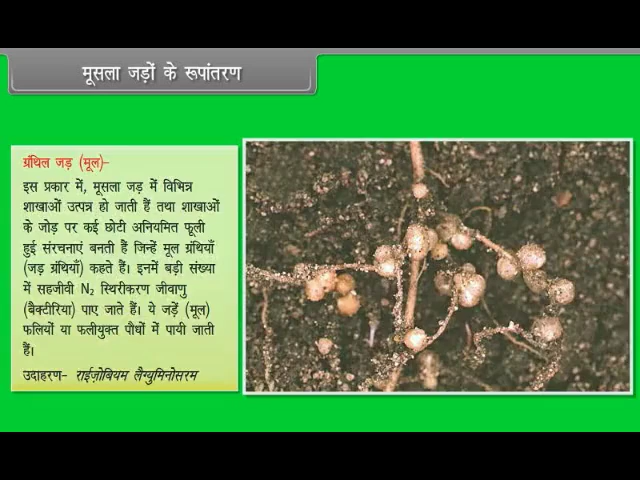 मूसला जड़ों के रूपांतरण
ग्रंथिल जड़ (मूल)-
इस प्रकार में, मूसला जड़ में विभिन्न
शाखाओं उत्पन्न हो जाती हैं तथा शाखाओं
के जोड़ पर कई छोटी अनियमित फूली
हुई संरचनाएं बनती हैं जिन्हें मूल ग्रंथियाँ
(जड़ ग्रंथियाँ) कहते हैं। इनमें बड़ी संख्या
में सहजीवी N₂ स्थिरीकरण जीवाणु
(बैक्टीरिया) पाए जाते हैं। ये जड़ें (मूल)
फलियों या फलीयुक्त पौधों में पायी जाती
हैं।
उदाहरण- राईज़ोबियम लैग्युमिनोसरम